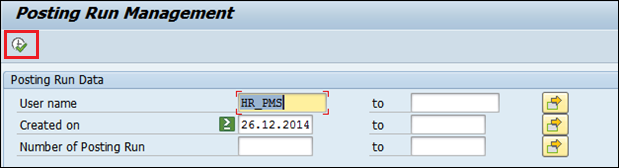 Posting Run Management
Posting Run Data
User name HR_PMS to
Created on 26.12.2014 to
Number of Posting Run to